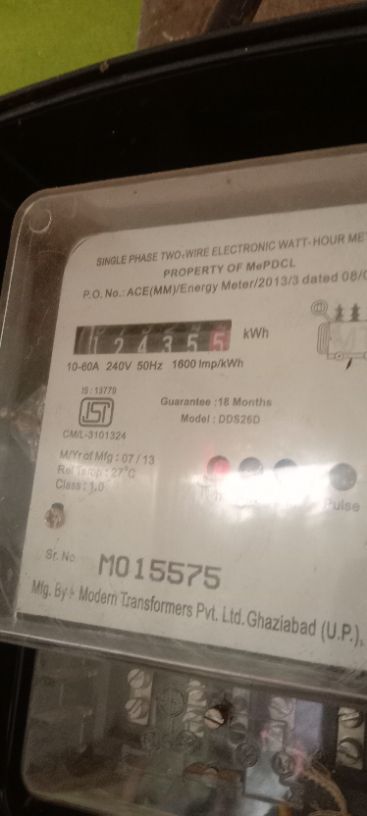 SINGLE PHASE TWO-WIRE ELECTRONIC WATT-HOUR ME
PROPERTY OF MePDCL
P.O. No.: ACE(MM)/Energy Meter/2013/3 dated 08/
124355 kWh
10-60A 240V 50Hz 1600 Imp/kWh
IS : 13779
ISI
CM/L-3101324
Guarantee : 18 Months
Model : DDS26D
M/Yr of Mfg : 07 / 13
Ref Temp : 27°C
Class : 1.0
Pulse
Sr. No.
M015575
Mfg. By :- Modern Transformers Pvt. Ltd. Ghaziabad (U.P.),